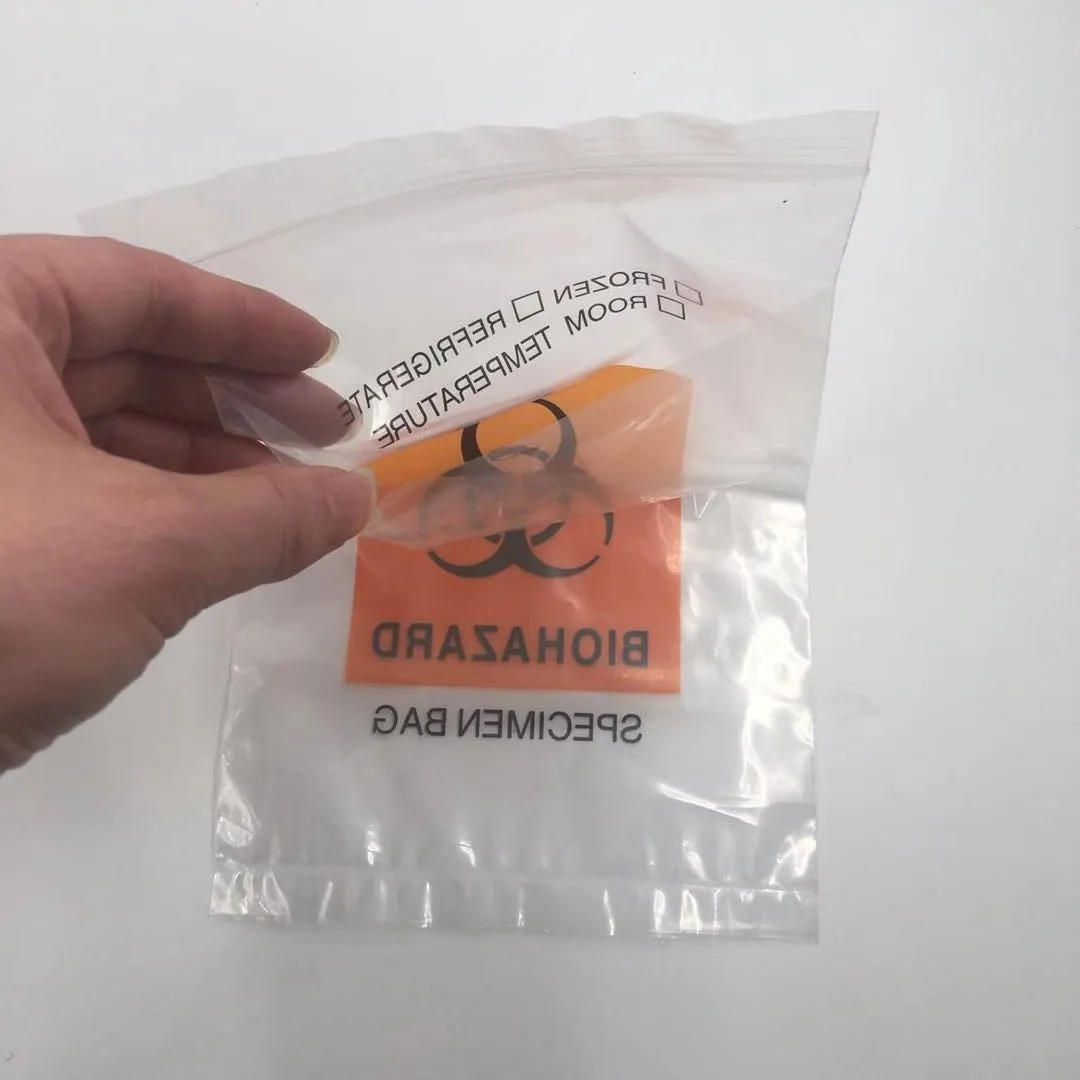 □ FROZEN □ REFRIGERATE
□ ROOM TEMPERATURE
BIOHAZARD
SPECIMEN BAG